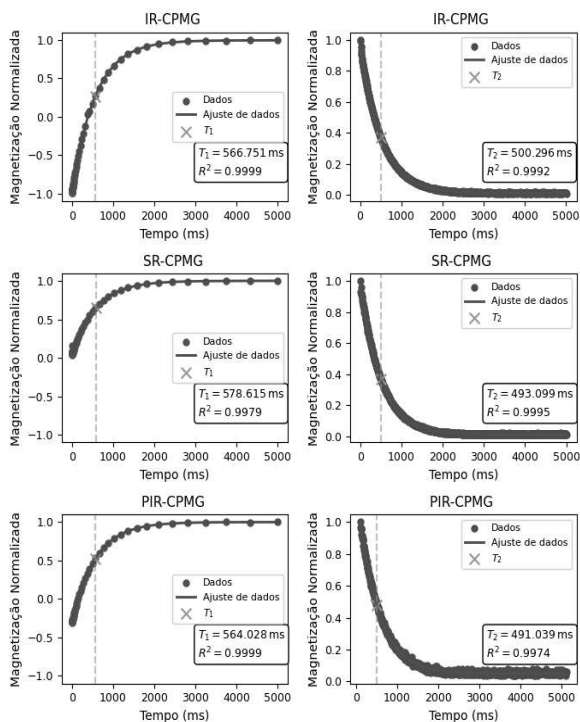 IR-CPMG
Magnetização Normalizada
1.0
0.5
0.0
−0.5
−1.0
Dados
Ajuste de dados
T1
T1 = 566.751 ms
R² = 0.9999
0 1000 2000 3000 4000 5000
Tempo (ms)
IR-CPMG
Magnetização Normalizada
1.0
0.8
0.6
0.4
0.2
0.0
Dados
Ajuste de dados
T2
T2 = 500.296 ms
R² = 0.9992
0 1000 2000 3000 4000 5000
Tempo (ms)
SR-CPMG
Magnetização Normalizada
1.0
0.5
0.0
−0.5
−1.0
Dados
Ajuste de dados
T1
T1 = 578.615 ms
R² = 0.9979
0 1000 2000 3000 4000 5000
Tempo (ms)
SR-CPMG
Magnetização Normalizada
1.0
0.8
0.6
0.4
0.2
0.0
Dados
Ajuste de dados
T2
T2 = 493.099 ms
R² = 0.9995
0 1000 2000 3000 4000 5000
Tempo (ms)
PIR-CPMG
Magnetização Normalizada
1.0
0.5
0.0
−0.5
−1.0
Dados
Ajuste de dados
T1
T1 = 564.028 ms
R² = 0.9999
0 1000 2000 3000 4000 5000
Tempo (ms)
PIR-CPMG
Magnetização Normalizada
1.0
0.8
0.6
0.4
0.2
0.0
Dados
Ajuste de dados
T2
T2 = 491.039 ms
R² = 0.9974
0 1000 2000 3000 4000 5000
Tempo (ms)